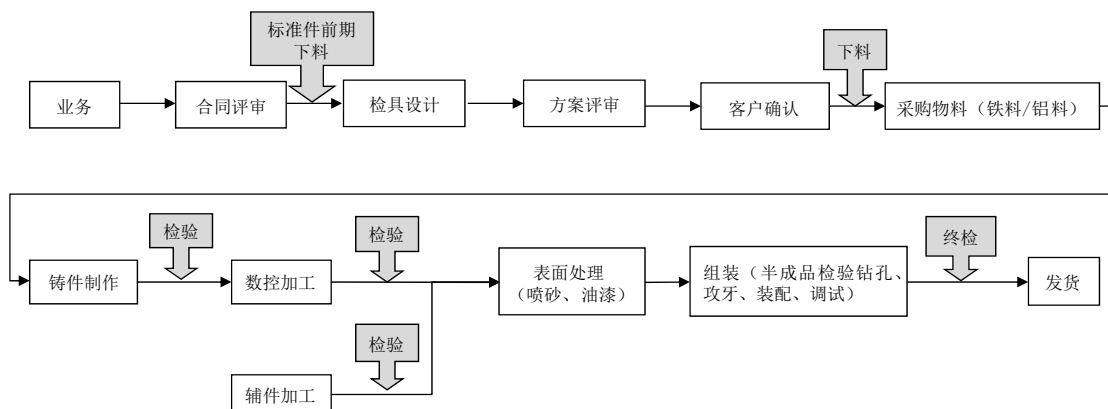 标准件前期
下料
下料
业务
合同评审
检具设计
方案评审
客户确认
采购物料（铁料/铝料）
检验
检验
终检
铸件制作
数控加工
表面处理
（喷砂、油漆）
组装（半成品检验钻孔、
攻牙、装配、调试）
发货
检验
辅件加工